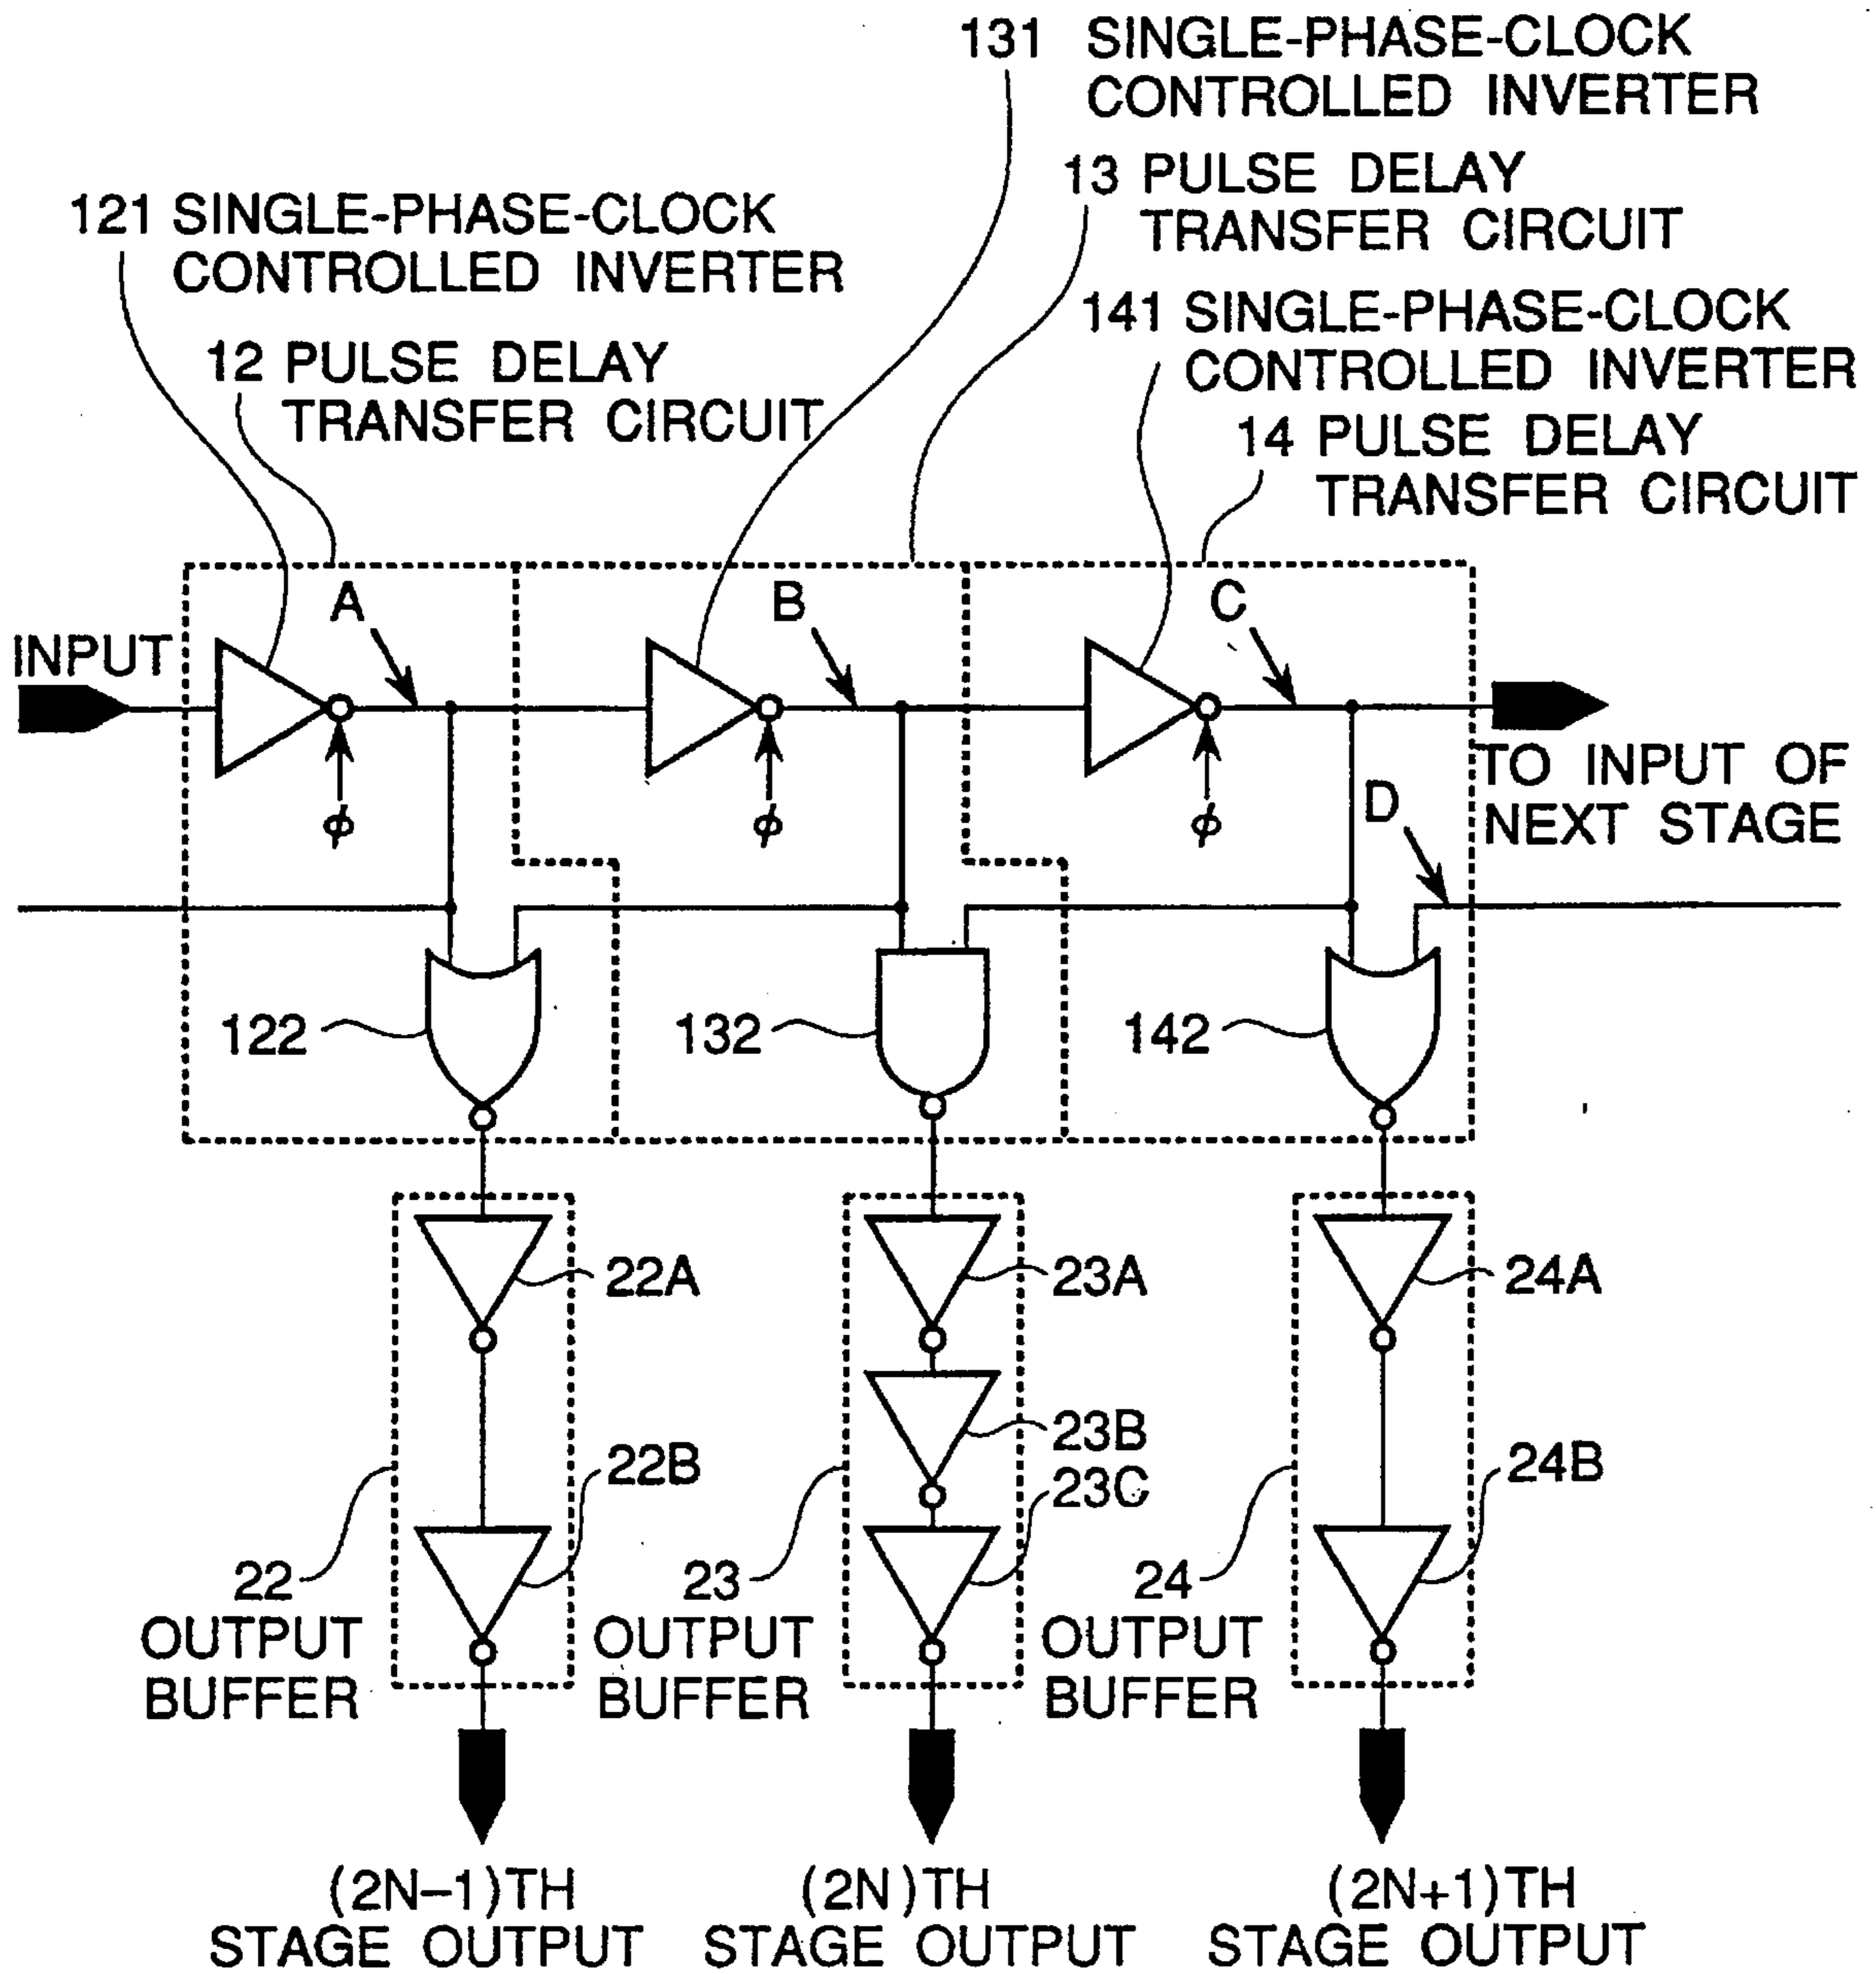 131 SINGLE-PHASE-CLOCK
CONTROLLED INVERTER
13 PULSE DELAY
TRANSFER CIRCUIT
121 SINGLE-PHASE-CLOCK
CONTROLLED INVERTER
141 SINGLE-PHASE-CLOCK
CONTROLLED INVERTER
12 PULSE DELAY
TRANSFER CIRCUIT
14 PULSE DELAY
TRANSFER CIRCUIT
A
B
C
INPUT
TO INPUT OF
NEXT STAGE
D
ϕ
ϕ
ϕ
122
132
142
22A
23A
24A
23B
22B
23C
24B
22
OUTPUT
BUFFER
23
OUTPUT
BUFFER
24
OUTPUT
BUFFER
(2N–1)TH
STAGE OUTPUT
(2N)TH
STAGE OUTPUT
(2N+1)TH
STAGE OUTPUT